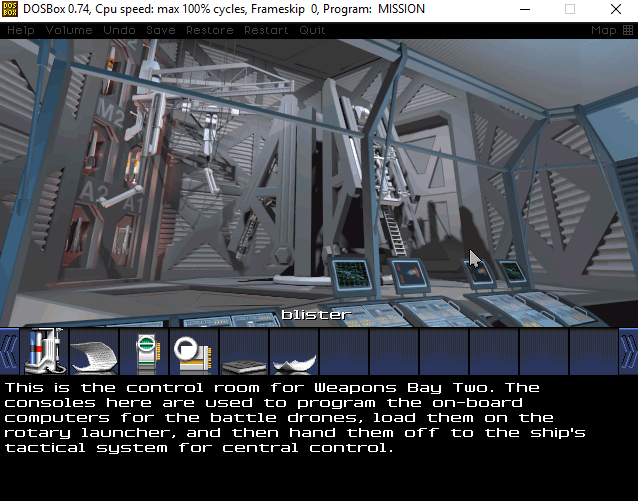 DOS
BOX
DOSBox 0.74, Cpu speed: max 100% cycles, Frameskip 0, Program: MISSION
Help Volume Undo Save Restore Restart Quit Map
M2
A2 A1
blister
This is the control room for Weapons Bay Two. The
consoles here are used to program the on-board
computers for the battle drones, load them on the
rotary launcher, and then hand them off to the ship's
tactical system for central control.